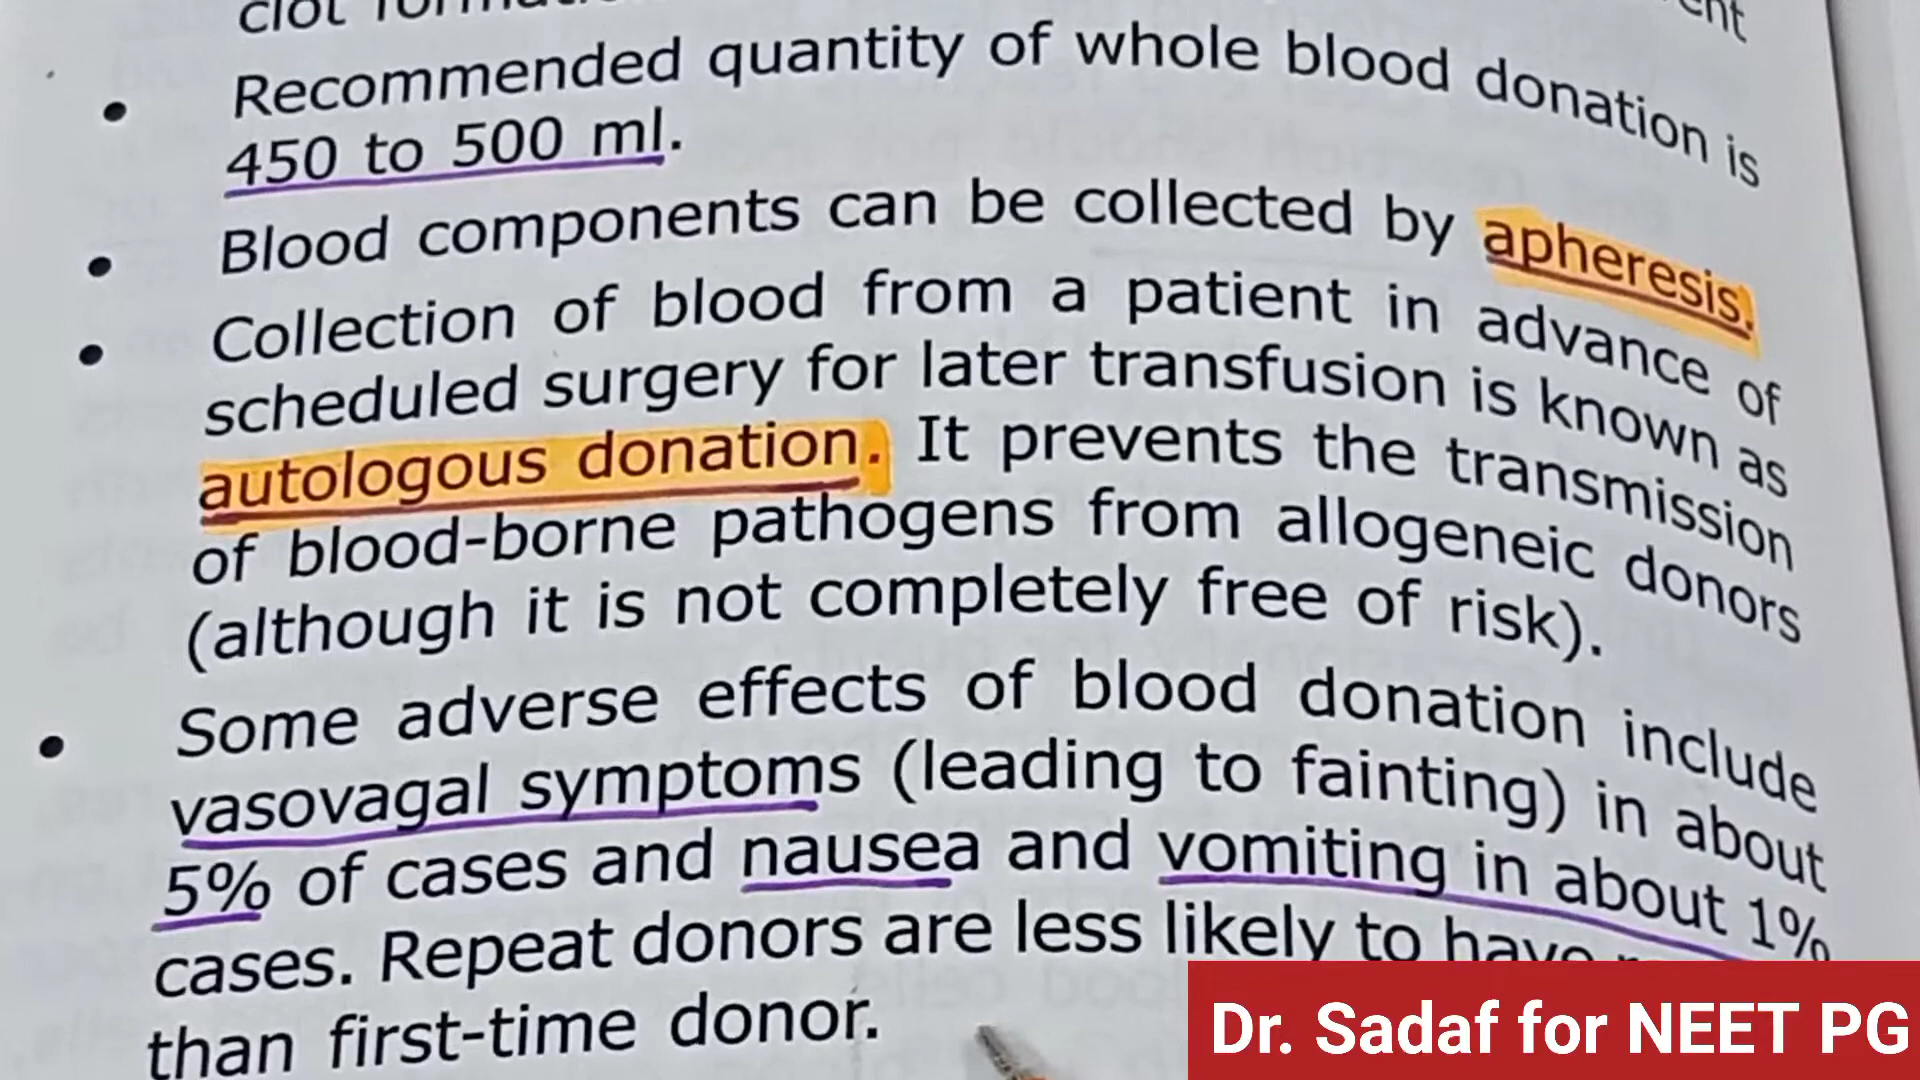 clot
Recommended quantity of whole blood donation is
450 to 500 ml.
Blood components can be collected by apheresis.
Collection of blood from a patient in advance of
scheduled surgery for later transfusion is known as
autologous donation. It prevents the transmission
of blood-borne pathogens from allogeneic donors
(although it is not completely free of risk).
Some adverse effects of blood donation include
vasovagal symptoms (leading to fainting) in about
5% of cases and nausea and vomiting in about 1%
cases. Repeat donors are less likely to have
than first-time donor.
Dr. Sadaf for NEET PG